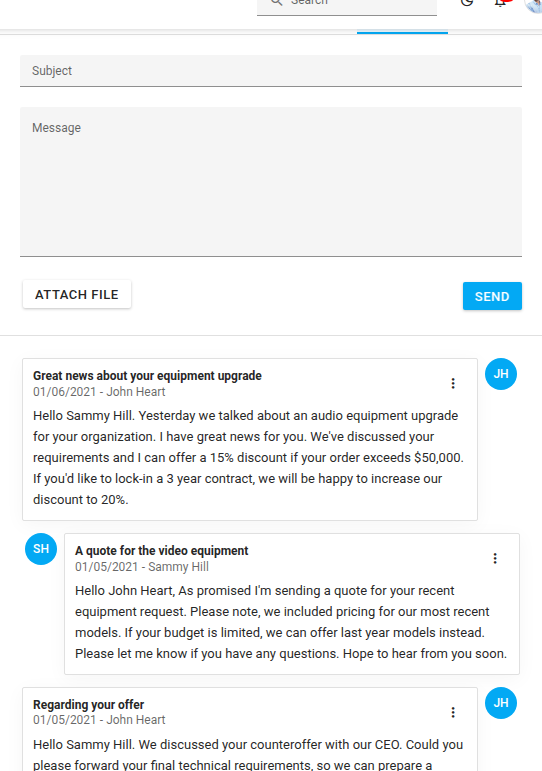 Search
Subject
Message
ATTACH FILE
SEND
Great news about your equipment upgrade
01/06/2021 - John Heart
JH
Hello Sammy Hill. Yesterday we talked about an audio equipment upgrade
for your organization. I have great news for you. We've discussed your
requirements and I can offer a 15% discount if your order exceeds $50,000.
If you'd like to lock-in a 3 year contract, we will be happy to increase our
discount to 20%.
SH
A quote for the video equipment
01/05/2021 - Sammy Hill
Hello John Heart, As promised I'm sending a quote for your recent
equipment request. Please note, we included pricing for our most recent
models. If your budget is limited, we can offer last year models instead.
Please let me know if you have any questions. Hope to hear from you soon.
Regarding your offer
01/05/2021 - John Heart
JH
Hello Sammy Hill. We discussed your counteroffer with our CEO. Could you
please forward your final technical requirements, so we can prepare a